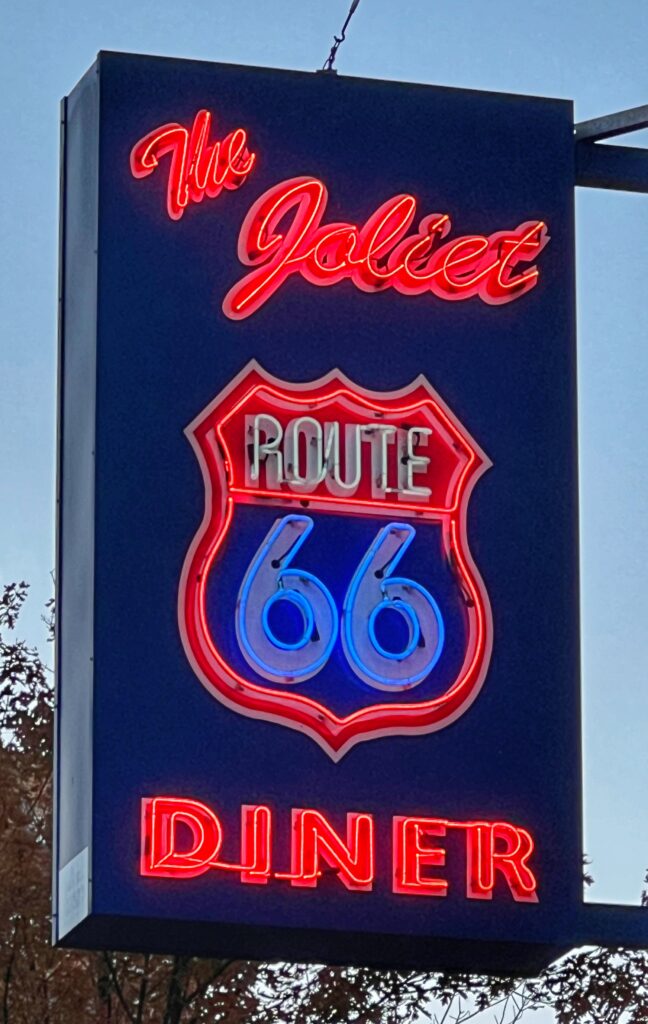 The
Joliet
ROUTE
66
DINER